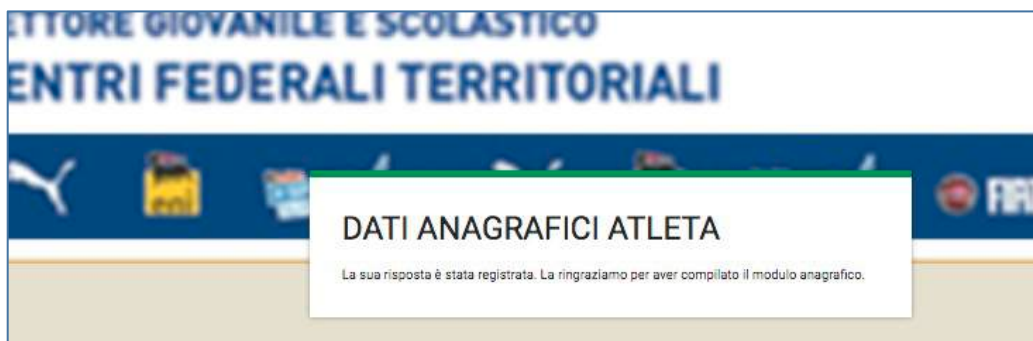 ETTORE GIOVANILE E SCOLASTICO
ENTRI FEDERALI TERRITORIALI
eni
DATI ANAGRAFICI ATLETA
La sua risposta è stata registrata. La ringraziamo per aver compilato il modulo anagrafico.